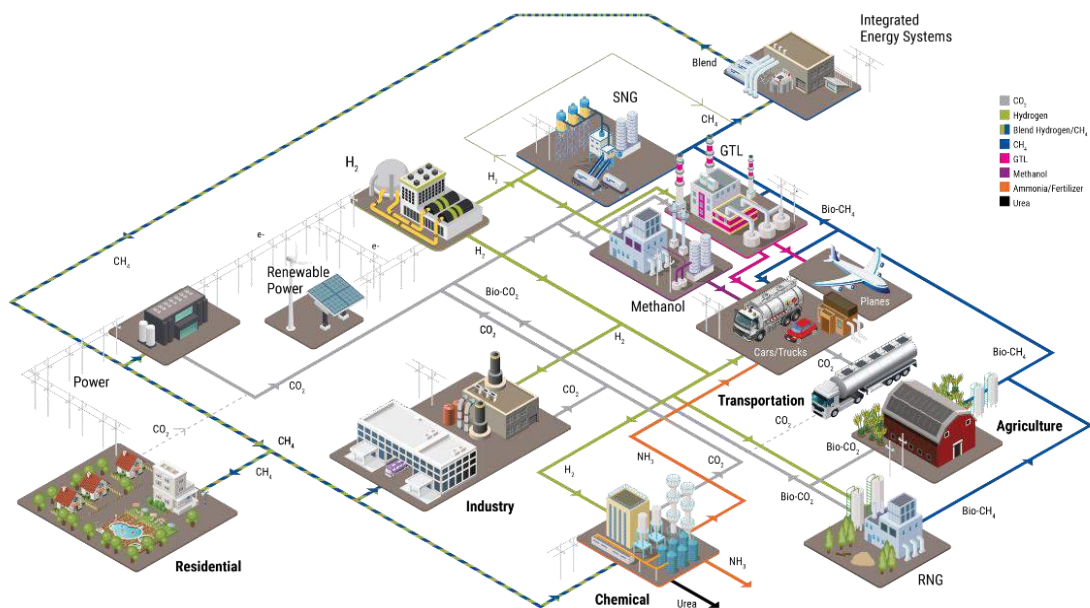 Integrated
Energy Systems
Blend
SNG
CH₄
CO₂
Hydrogen
Blend Hydrogen/CH₄
CH₄
GTL
Methanol
Ammonia/Fertilizer
Urea
GTL
H₂
H₂
Bio-CH₄
e-
e-
H₂
CH₄
Renewable
Power
Methanol
Planes
Bio-CO₂
H₂
Cars/Trucks
CO₂
CO₂
Bio-CH₄
Power
CO₂
CO₂
Transportation
CO₂
Agriculture
CO₂
CH₄
Bio-CO₂
CH₄
H₂
NH₃
CO₂
Bio-CO₂
Industry
Bio-CH₄
Residential
NH₃
RNG
Chemical
Urea